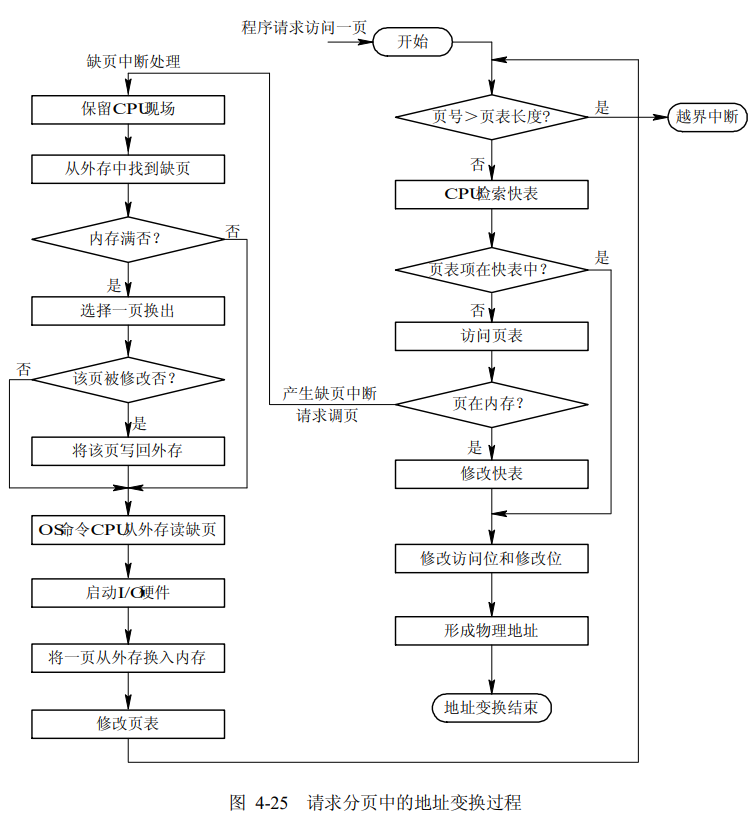 程序请求访问一页
开始
缺页中断处理
保留CPU现场
页号＞页表长度?
是
越界中断
从外存中找到缺页
否
CPU检索快表
内存满否？
否
是
页表项在快表中？
是
选择一页换出
否
访问页表
否
该页被修改否？
产生缺页中断
请求调页
页在内存？
是
将该页写回外存
是
修改快表
OS命令CPU从外存读缺页
修改访问位和修改位
启动I/O硬件
形成物理地址
将一页从外存换入内存
地址变换结束
修改页表
图 4-25 请求分页中的地址变换过程